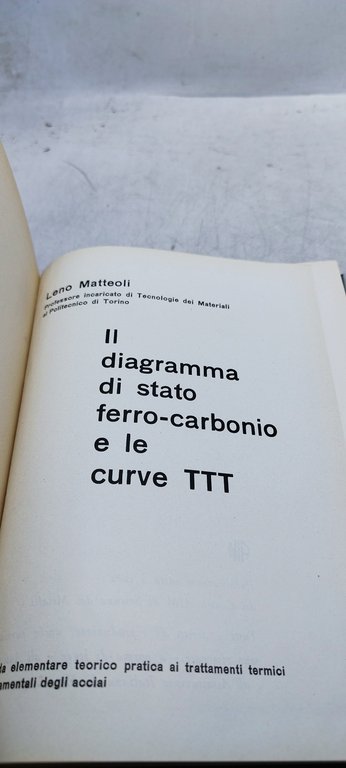 Leno Matteoli
Professore incaricato di Tecnologie dei Materiali
al Politecnico di Torino
Il
diagramma
di stato
ferro-carbonio
e le
curve TTT
elementare teorico pratica ai trattamenti termici
degli acciai